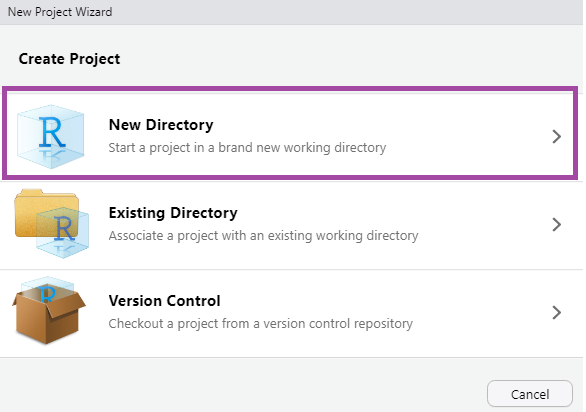 New Project Wizard
Create Project
R
New Directory
Start a project in a brand new working directory
R
Existing Directory
Associate a project with an existing working directory
R
Version Control
Checkout a project from a version control repository
Cancel